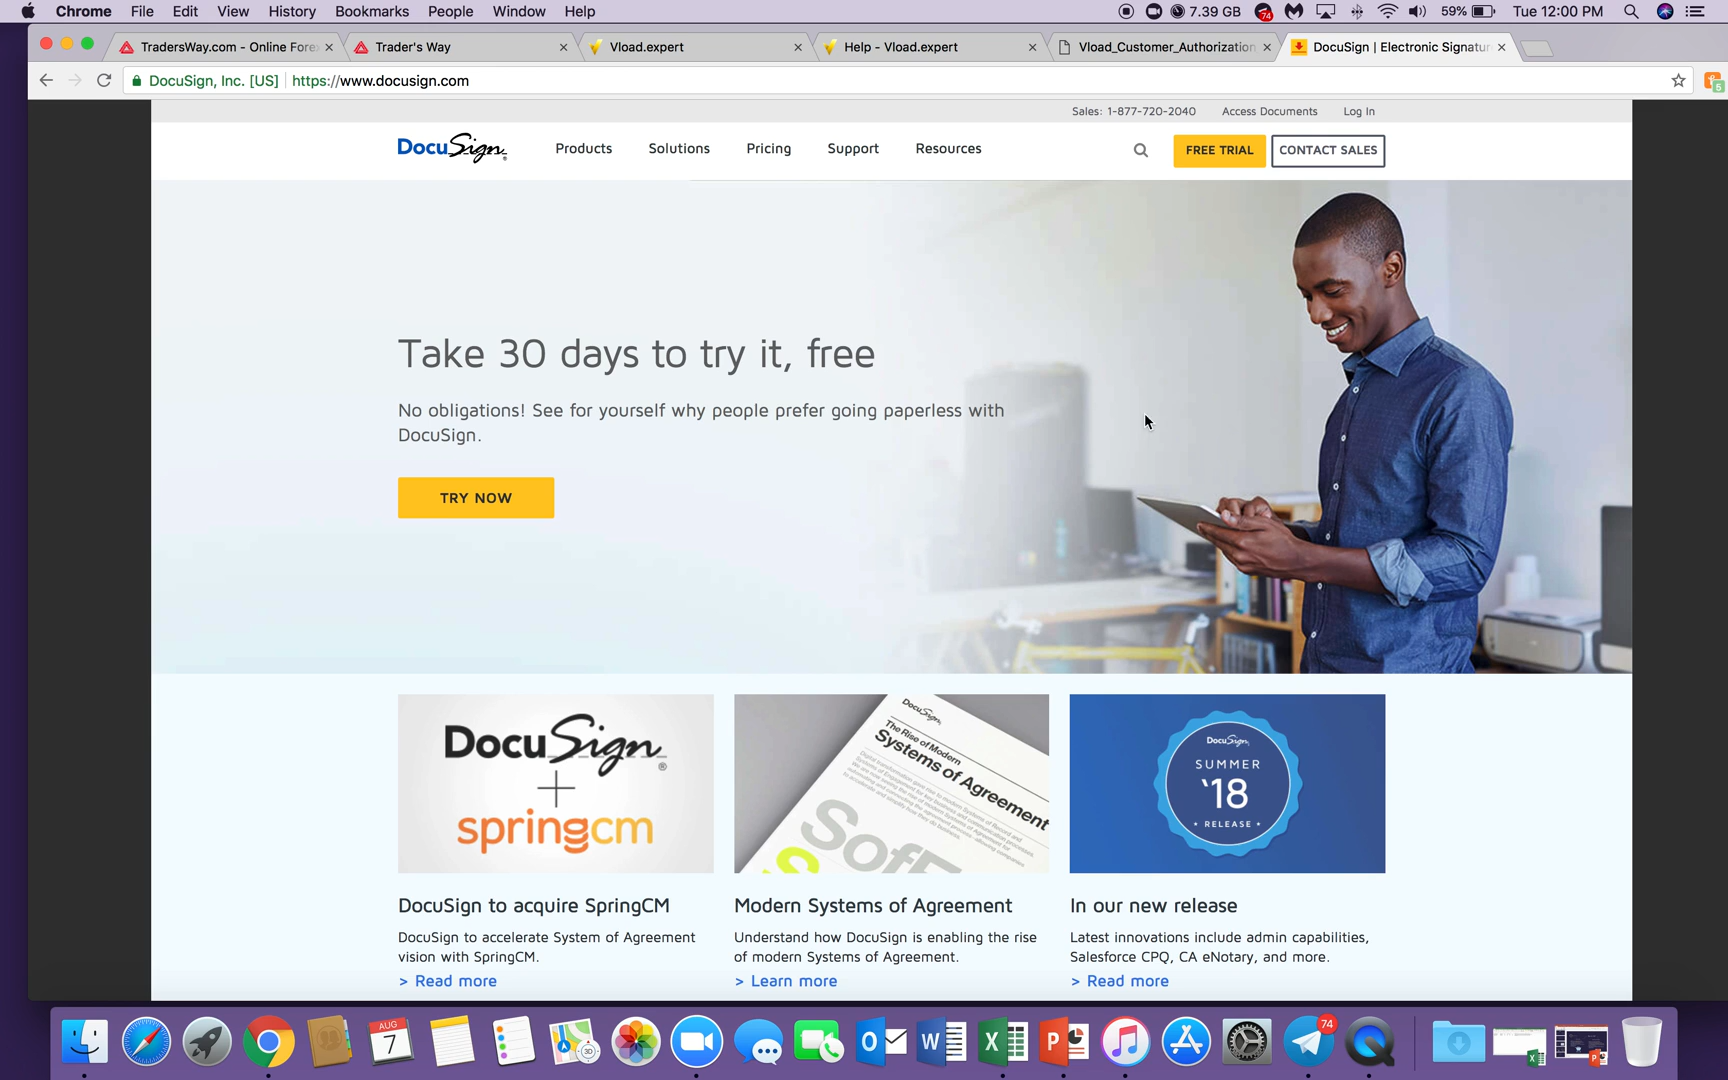 Chrome File Edit View History Bookmarks People Window Help 7.39 GB 74 59% Tue 12:00 PM
TradersWay.com - Online Fore Trader's Way Vload.expert Help - Vload.expert Vload_Customer_Authorization DocuSign | Electronic Signatur
DocuSign, Inc. [US] https://www.docusign.com 5
Sales: 1-877-720-2040 Access Documents Log In
DocuSign Products Solutions Pricing Support Resources FREE TRIAL CONTACT SALES
Take 30 days to try it, free
No obligations! See for yourself why people prefer going paperless with
DocuSign.
TRY NOW
DocuSign
+
springcm
DocuSign
The Rise of Modern
Systems of Agreement
SofE
S
DocuSign
SUMMER
'18
RELEASE
DocuSign to acquire SpringCM
DocuSign to accelerate System of Agreement
vision with SpringCM.
> Read more
Modern Systems of Agreement
Understand how DocuSign is enabling the rise
of modern Systems of Agreement.
> Learn more
In our new release
Latest innovations include admin capabilities,
Salesforce CPQ, CA eNotary, and more.
> Read more
AUG
7
3D
74